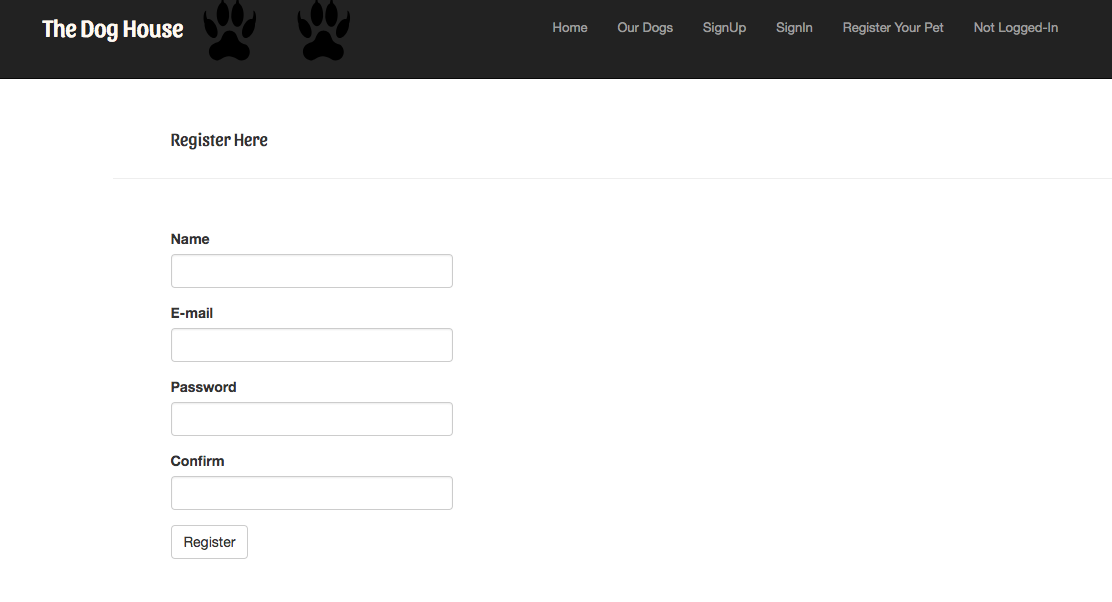 The Dog House
Home Our Dogs SignUp SignIn Register Your Pet Not Logged-In
Register Here
Name
E-mail
Password
Confirm
Register